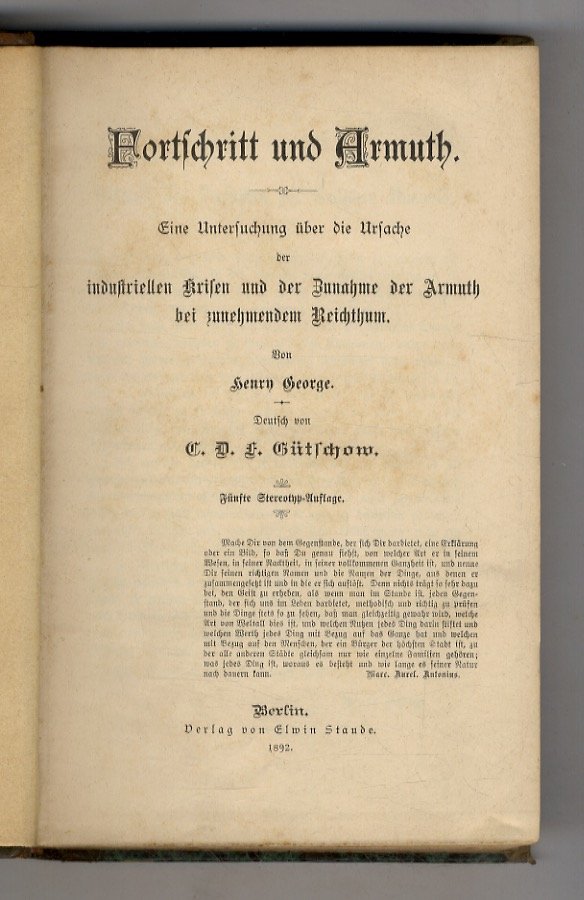 Fortschritt und Armuth.
Eine Untersuchung über die Ursache
der
industriellen Krisen und der Zunahme der Armuth
bei zunehmendem Reichthum.
Von
Henry George.
Deutsch von
C. D. F. Gütschow.
Fünfte Stereotyp-Auflage.
Mache Dir von dem Gegenstande, der sich Dir darbietet, eine Erklärung
oder ein Bild, so daß Du genau siehst, von welcher Art er in seinem
Wesen, in seiner Nacktheit, in seiner vollkommenen Ganzheit ist, und nenne
Dir seinen richtigen Namen und die Namen der Dinge, aus denen er
zusammengesetzt ist und in die er sich auflöst. Denn nichts trägt so sehr dazu
bei, den Geist zu erheben, als wenn man im Stande ist, jeden Gegen-
stand, der sich uns im Leben darbietet, methodisch und richtig zu prüfen
und die Dinge stets so zu sehen, daß man gleichzeitig gewahr wird, welche
Art von Weltall dies ist, und welchen Nutzen jedes Ding darin stiftet und
welchen Werth jedes Ding mit Bezug auf das Ganze hat und welchen
mit Bezug auf den Menschen, der ein Bürger der höchsten Stadt ist, zu
der alle anderen Städte gleichsam nur wie einzelne Familien gehören;
was jedes Ding ist, woraus es besteht und wie lange es seiner Natur
nach dauern kann. Marc. Aurel. Antonius.
Berlin.
Verlag von Elwin Staude.
1892.